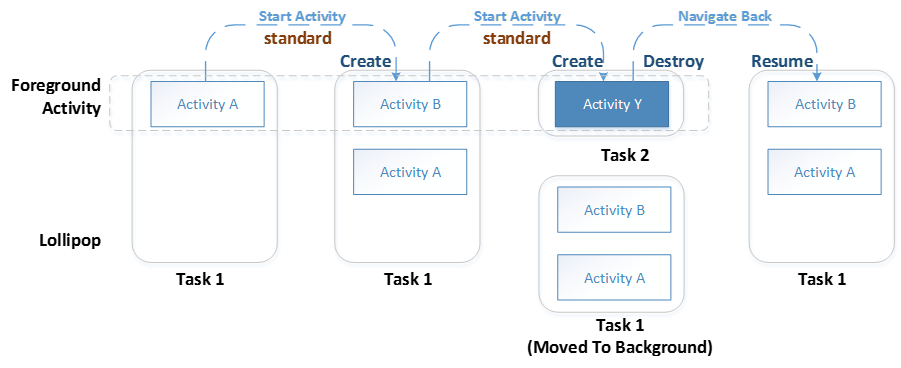 Start Activity
Start Activity
Navigate Back
standard
standard
Create
Create
Destroy
Resume
Foreground
Activity
Activity A
Activity B
Activity Y
Activity B
Activity A
Task 2
Activity A
Activity B
Lollipop
Activity A
Task 1
Task 1
Task 1
Task 1
(Moved To Background)